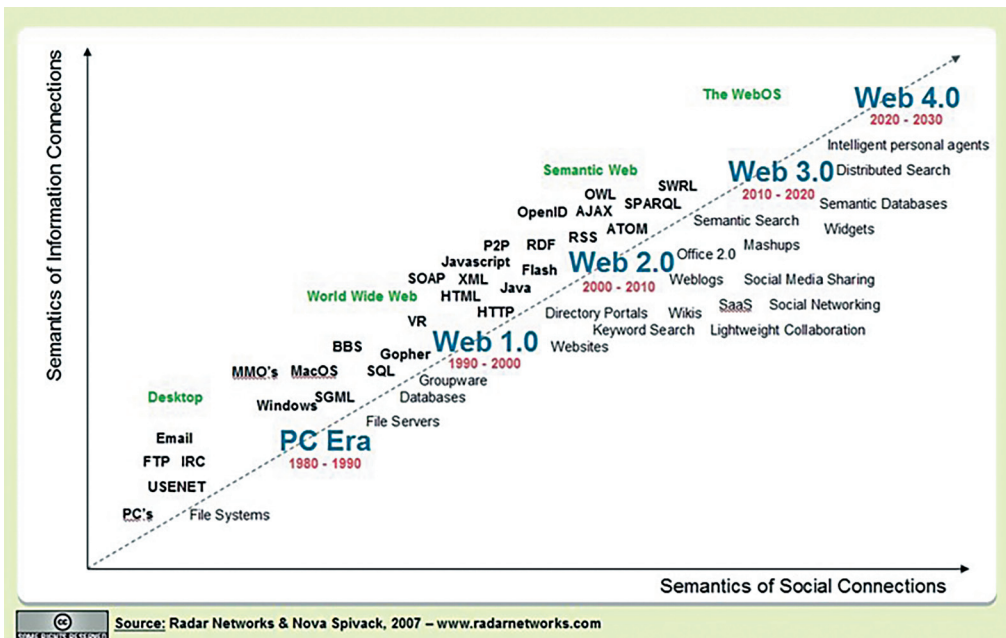 Semantics of Information Connections
The WebOS
Web 4.0
2020 - 2030
Intelligent personal agents
Semantic Web
Web 3.0
Distributed Search
2010 - 2020
SWRL
OWL
SPARQL
Semantic Databases
OpenID AJAX
Semantic Search
Widgets
ATOM
RSS
P2P RDF
Mashups
Office 2.0
Javascript
Flash
Web 2.0
SOAP XML
Weblogs
Social Media Sharing
2000 - 2010
Java
World Wide Web
HTML
SaaS
Social Networking
HTTP
Directory Portals
Wikis
VR
Keyword Search
Lightweight Collaboration
Web 1.0
BBS
Websites
Gopher
1990 - 2000
MMO's MacOS
SQL
Groupware
Desktop
SGML
Databases
Windows
File Servers
Email
PC Era
1980 - 1990
FTP IRC
USENET
PC's
File Systems
Semantics of Social Connections
cc
SOME RIGHTS RESERVED
Source: Radar Networks & Nova Spivack, 2007 – www.radarnetworks.com